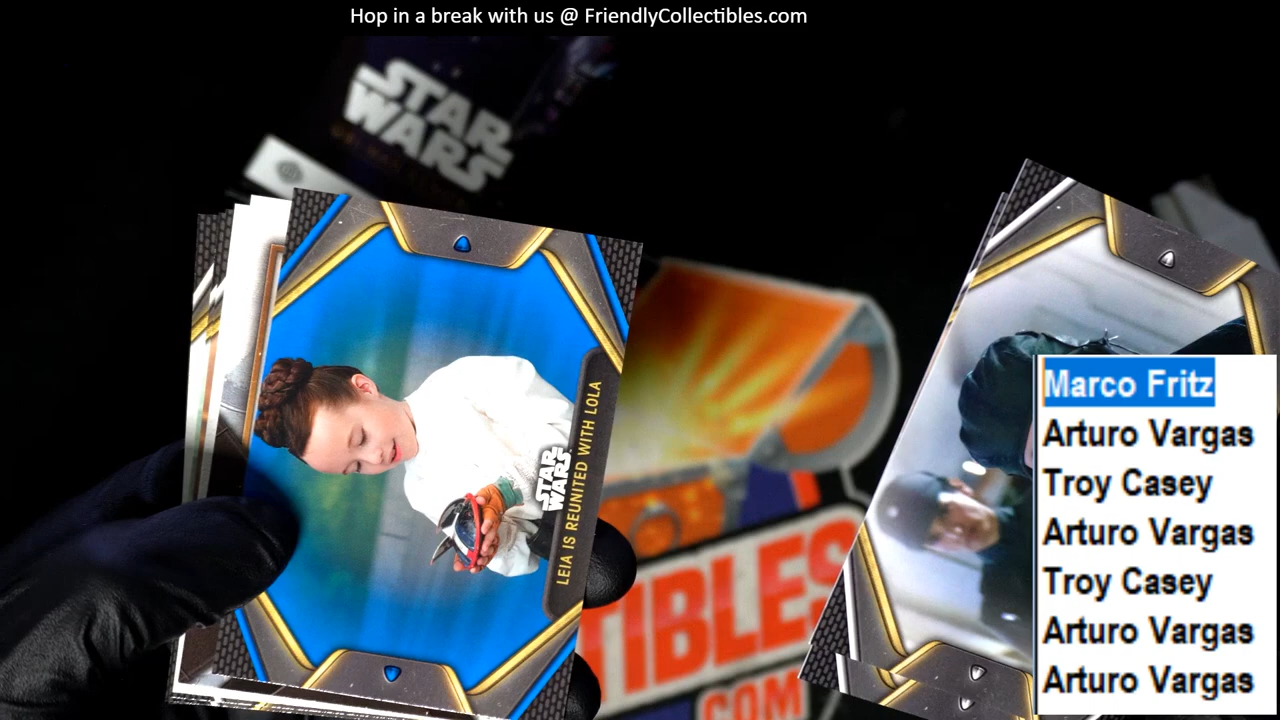 Hop in a break with us @ FriendlyCollectibles.com
STAR
WARS
STAR
WARS
LEIA IS REUNITED WITH LOLA
TIBLES
.COM
Marco Fritz
Arturo Vargas
Troy Casey
Arturo Vargas
Troy Casey
Arturo Vargas
Arturo Vargas